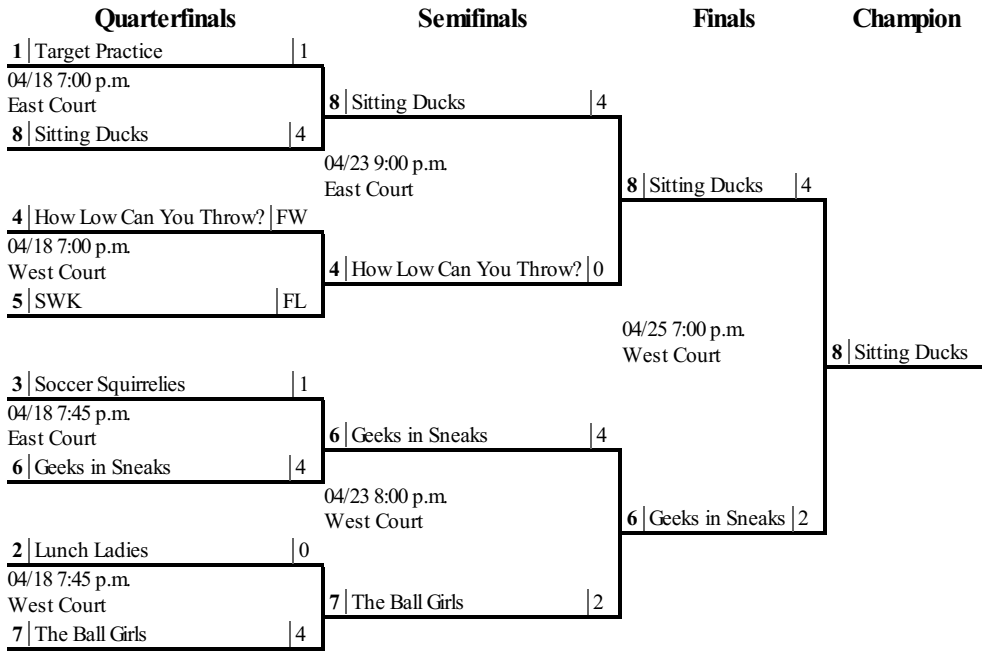 Quarterfinals Semifinals Finals Champion
1 Target Practice 1
04/18 7:00 p.m.
East Court
8 Sitting Ducks 4
8 Sitting Ducks 4
04/23 9:00 p.m.
East Court
4 How Low Can You Throw? FW
04/18 7:00 p.m.
West Court
5 SWK FL
4 How Low Can You Throw? 0
8 Sitting Ducks 4
04/25 7:00 p.m.
West Court
8 Sitting Ducks
3 Soccer Squirrelies 1
04/18 7:45 p.m.
East Court
6 Geeks in Sneaks 4
6 Geeks in Sneaks 4
04/23 8:00 p.m.
West Court
6 Geeks in Sneaks 2
2 Lunch Ladies 0
04/18 7:45 p.m.
West Court
7 The Ball Girls 4
7 The Ball Girls 2